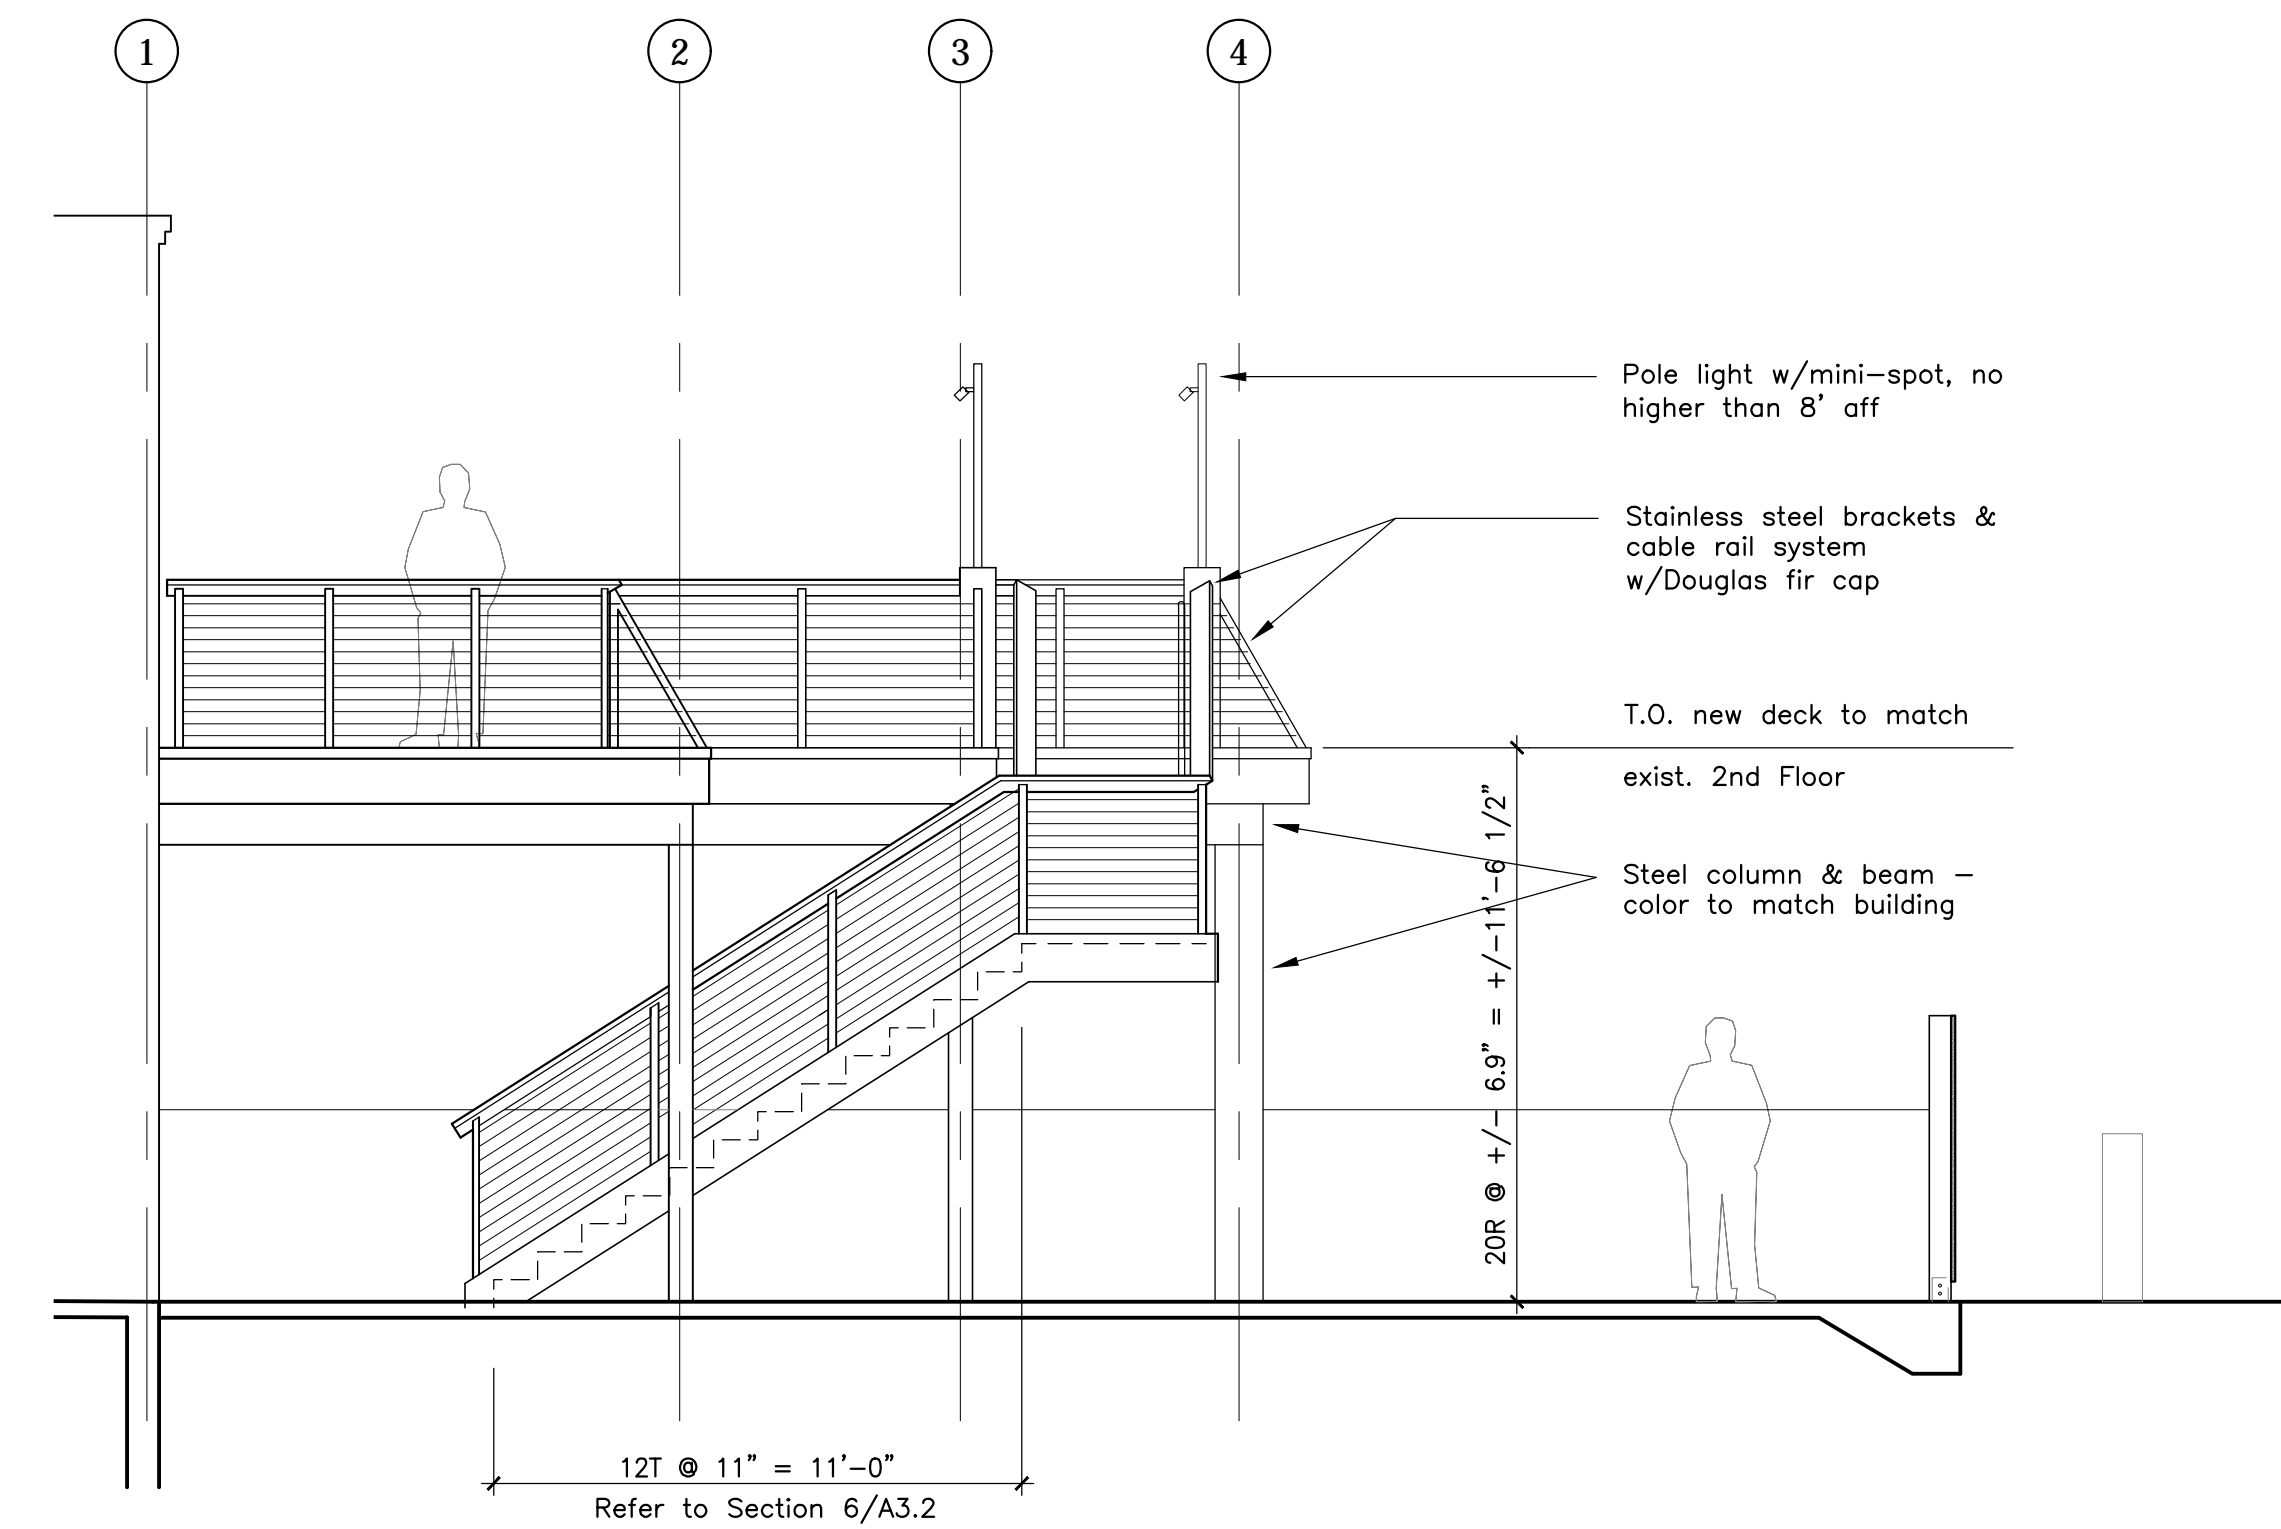 1 2 3 4
Pole light w/mini-spot, no
higher than 8' aff
Stainless steel brackets &
cable rail system
w/Douglas fir cap
T.O. new deck to match
exist. 2nd Floor
Steel column & beam -
color to match building
20R @ +/- 6.9" = +/-11'-6 1/2"
12T @ 11" = 11'-0"
Refer to Section 6/A3.2